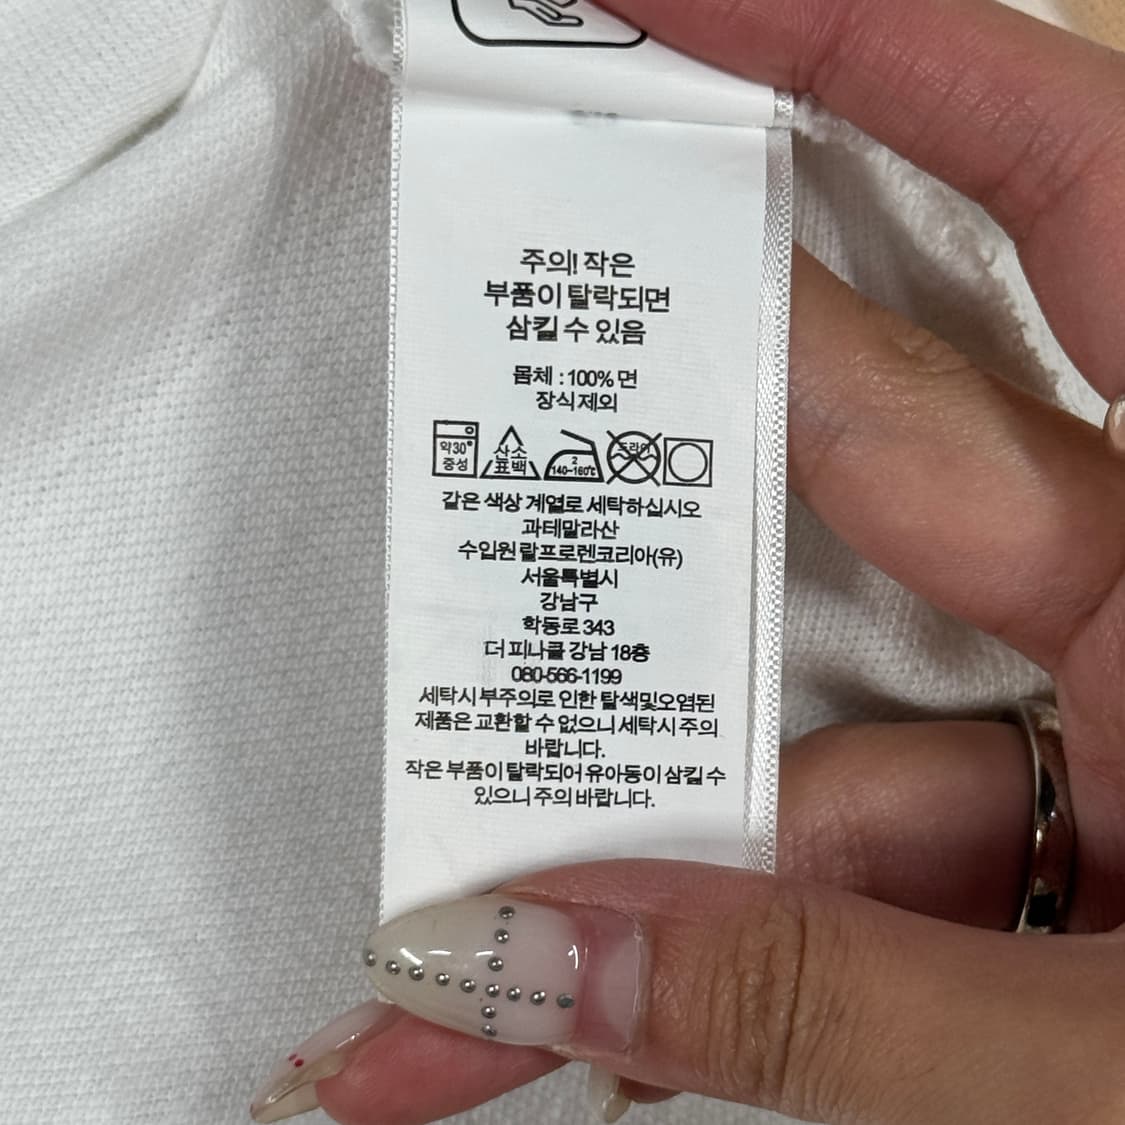 주의! 작은
부품이 탈락되면
삼킬 수 있음
몸체 : 100% 면
장식 제외
약30° 중성
산소 표백
2 140~160℃
드라이
같은 색상 계열로 세탁하십시오
과테말라산
수입원 랄프로렌코리아(유)
서울특별시
강남구
학동로 343
더 피나클 강남 18층
080-566-1199
세탁시 부주의로 인한 탈색및오염된
제품은 교환할 수 없으니 세탁시 주의
바랍니다.
작은 부품이 탈락되어 유아동이 삼킬 수
있으니 주의 바랍니다.